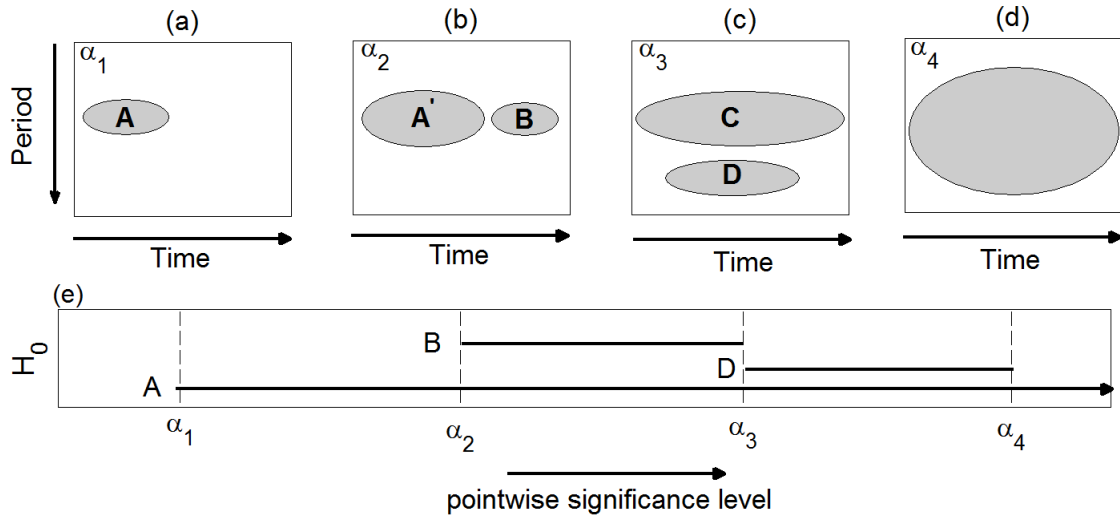 (a) (b) (c) (d)
α1 α2 α3 α4
Period
A A' B C
D
Time Time Time Time
(e)
H0
B
D
A
α1 α2 α3 α4
pointwise significance level